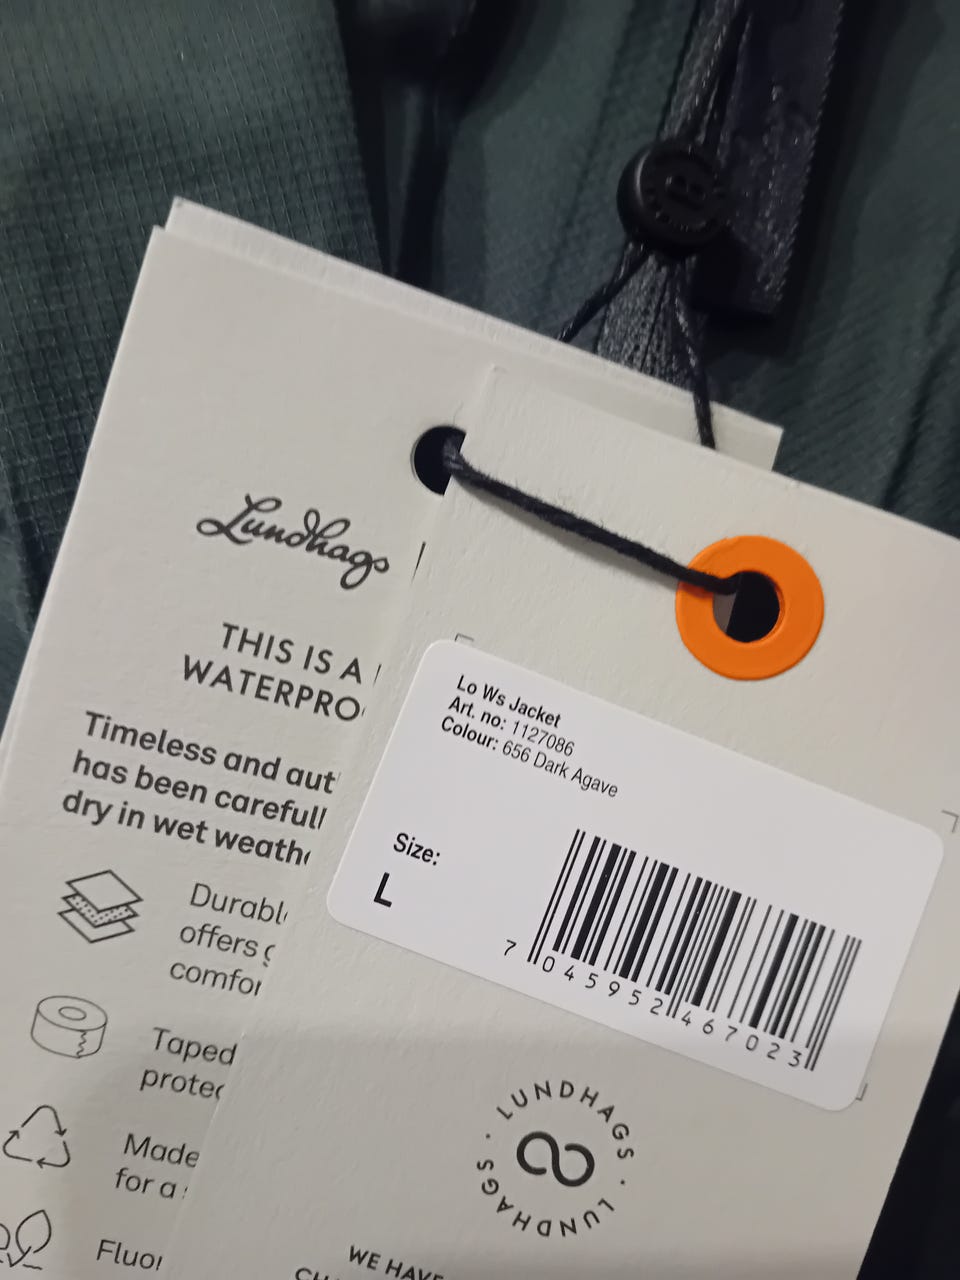 Lundhags
THIS IS A
WATERPRO
Timeless and aut
has been carefull
dry in wet weath
Durabl
offers
comfor
Taped
protec
Made
for a
Fluor
Lo Ws Jacket
Art. no: 1127086
Colour: 656 Dark Agave
Size:
L
7 045952 467023
LUNDHAGS · LUNDHAGS ·
WE HAVE